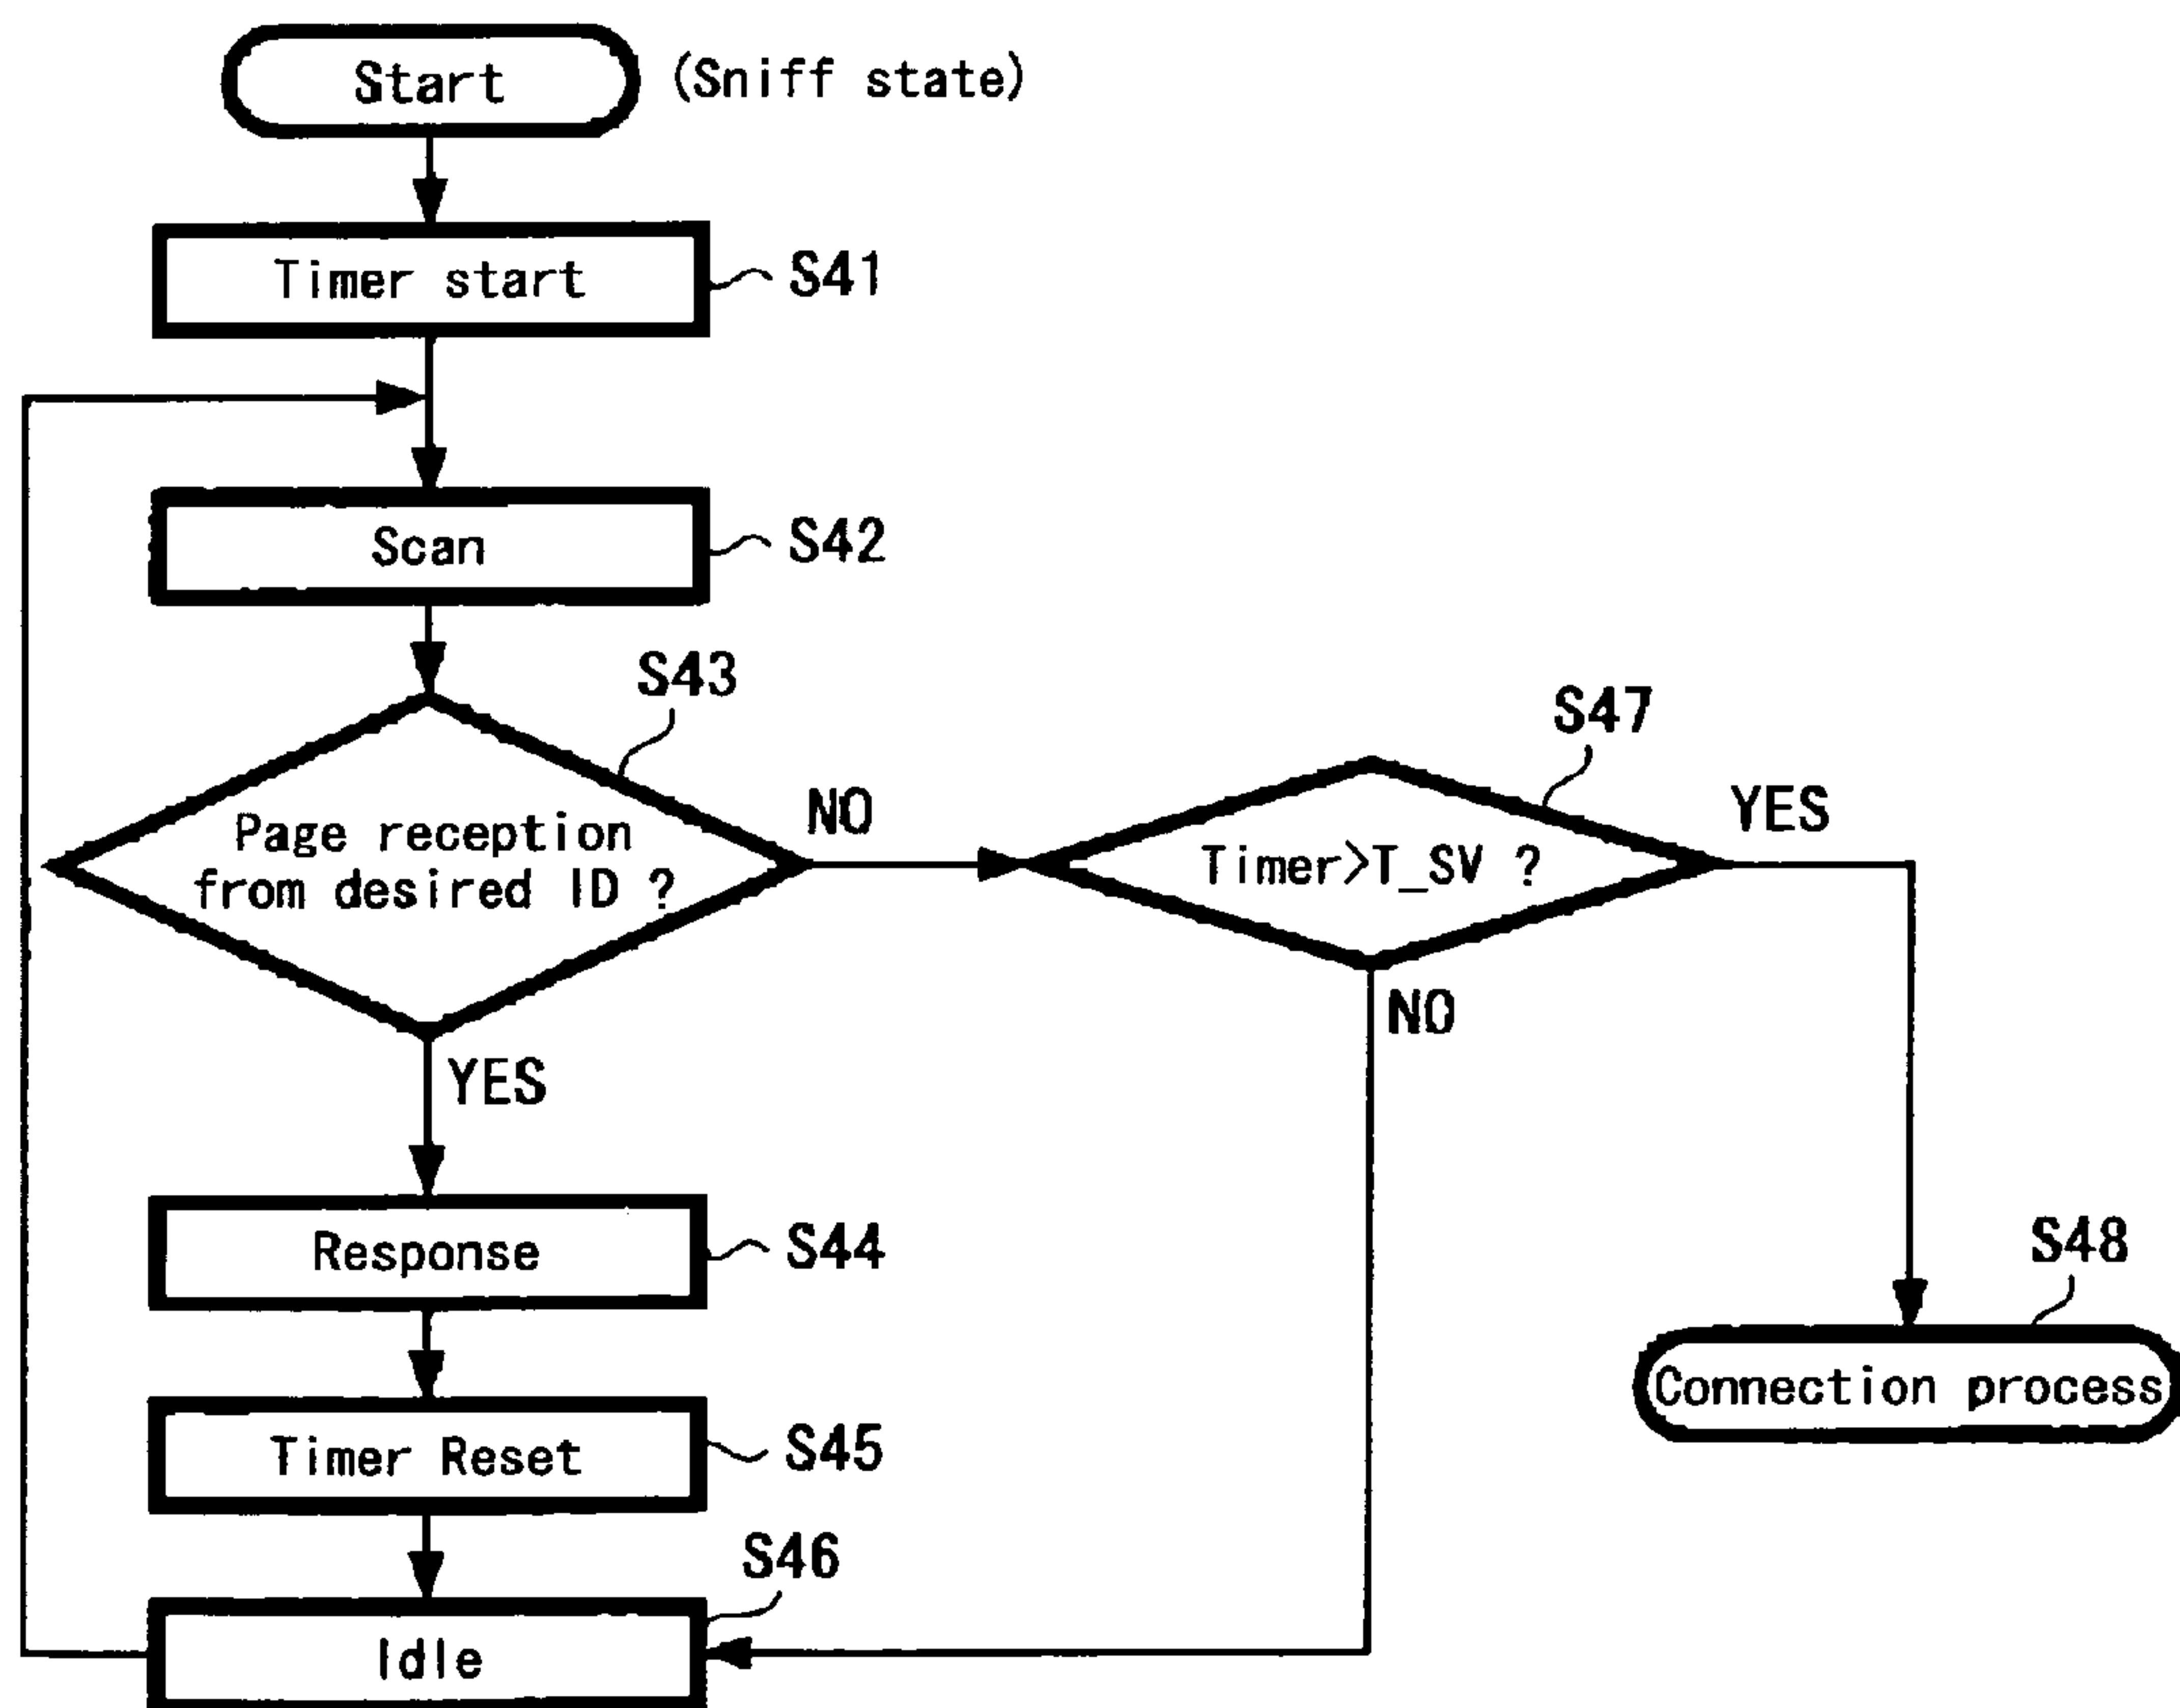 Start
(Sniff state)
Timer start
S41
Scan
S42
S43
Page reception
from desired ID ?
NO
S47
Timer>T_SV ?
YES
NO
YES
Response
S44
Timer Reset
S45
S46
Idle
S48
Connection process